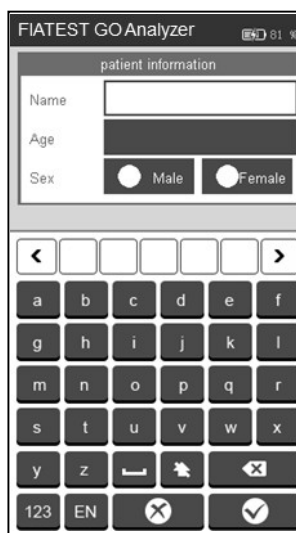 FIATEST GO Analyzer 81 %
patient information
Name
Age
Sex Male Female
< >
a b c d e f
g h i j k l
m n o p q r
s t u v w x
y z
123 EN